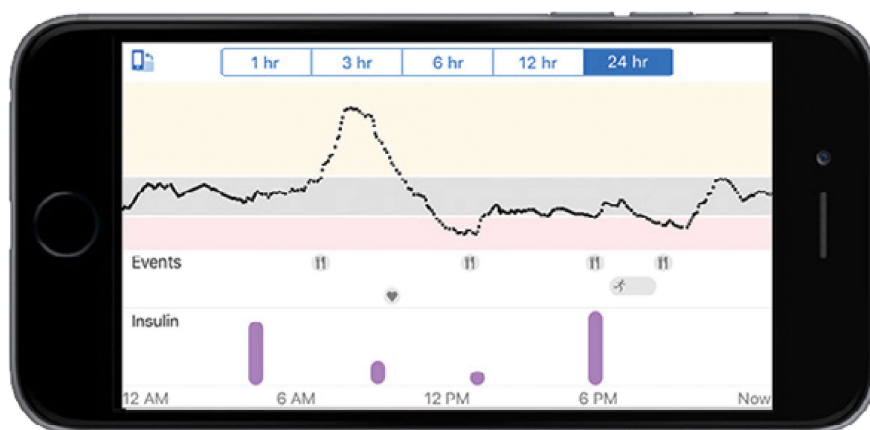 1 hr 3 hr 6 hr 12 hr 24 hr
Events
Insulin
12 AM 6 AM 12 PM 6 PM Now